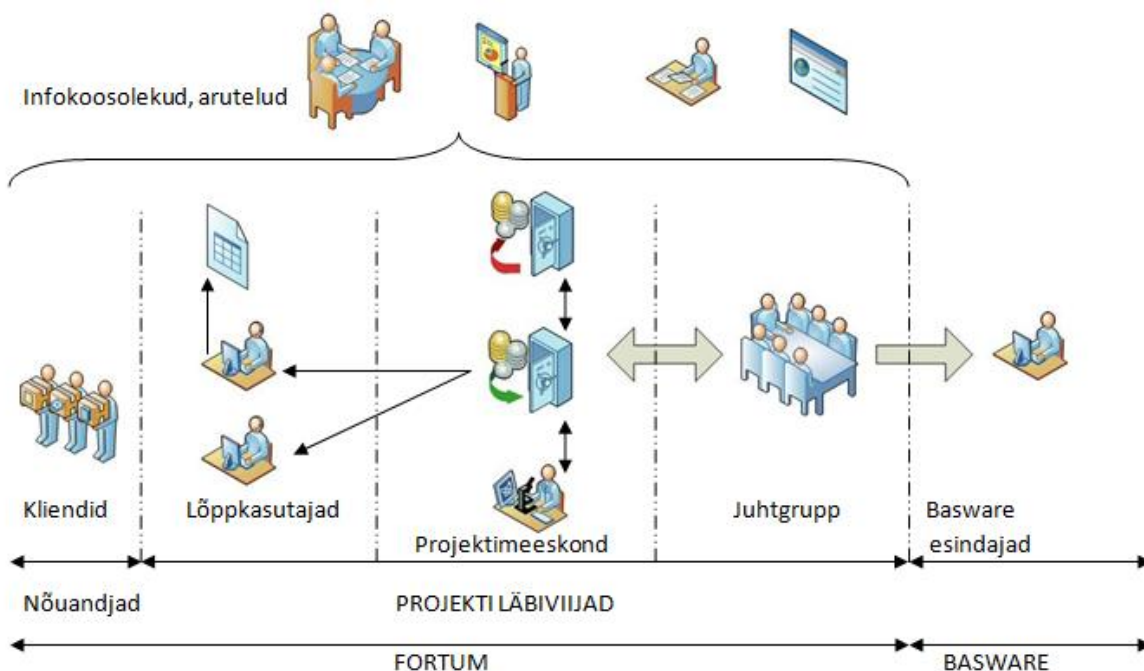 Infokoosolekud, arutelud
Kliendid
Lõppkasutajad
Projektimeeskond
Juhtgrupp
Basware
esindajad
Nõuandjad
PROJEKTI LÄBIVIIJAD
FORTUM
BASWARE